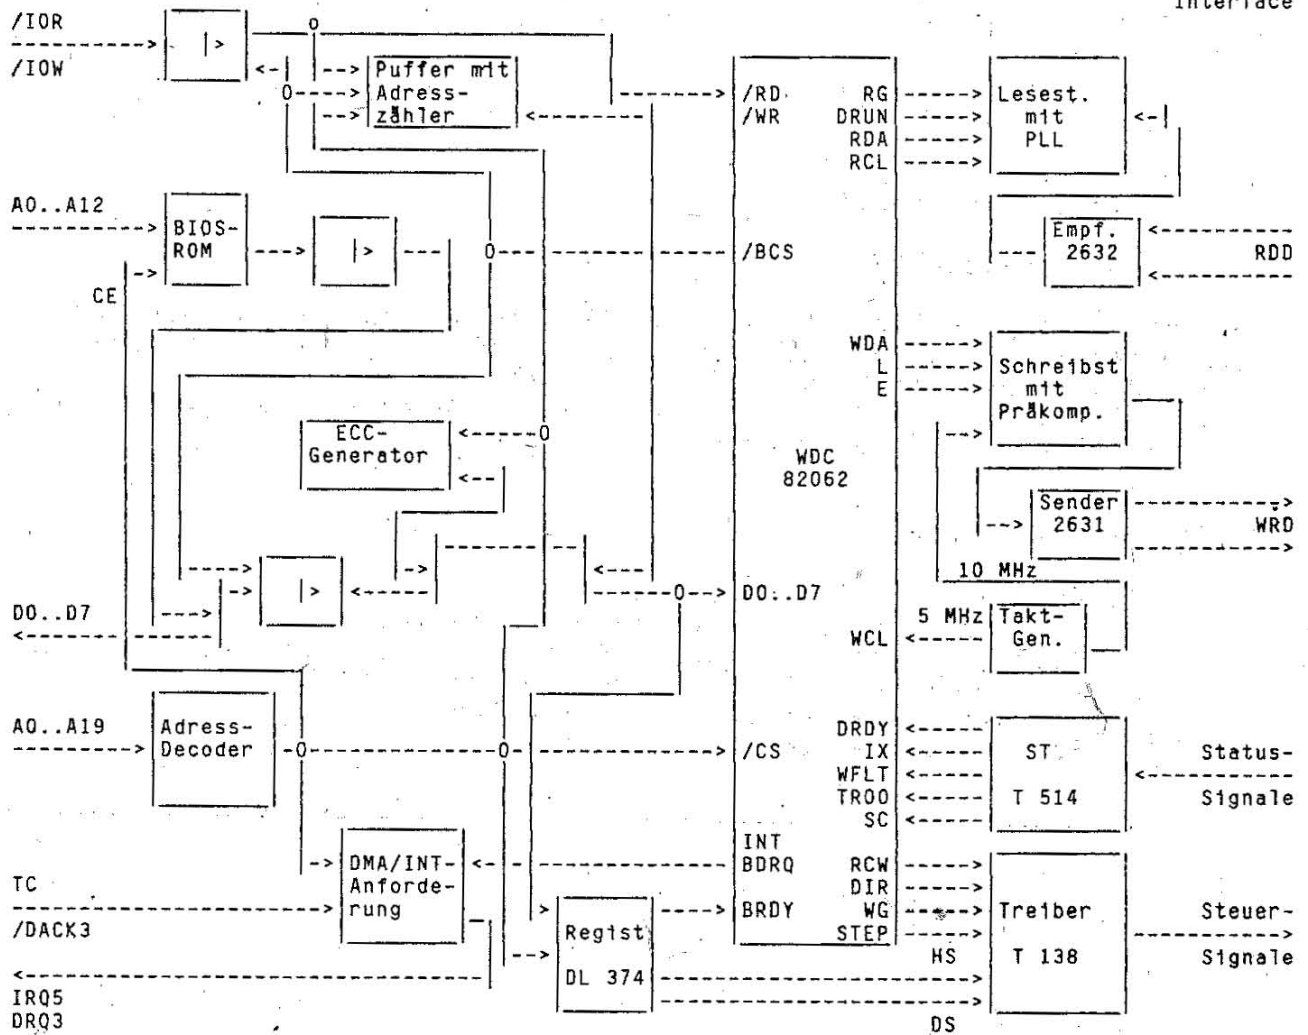 Interface
/IOR
/IOW
|>
Puffer mit
Adress-
zähler
/RD
/WR
RG
DRUN
RDA
RCL
Lesest.
mit
PLL
A0..A12
BIOS-
ROM
|>
/BCS
Empf.
2632
RDD
CE
WDA
L
E
Schreibst
mit
Präkomp.
ECC-
Generator
WDC
82062
Sender
2631
WRD
10 MHz
|>
D0..D7
D0..D7
5 MHz
WCL
Takt-
Gen.
A0..A19
Adress-
Decoder
/CS
DRDY
IX
WFLT
TR00
SC
ST
T 514
Status-
Signale
INT
BDRQ
BRDY
RCW
DIR
WG
STEP
Treiber
T 138
Steuer-
Signale
TC
/DACK3
DMA/INT-
Anforde-
rung
Regist
DL 374
HS
DS
IRQ5
DRQ3